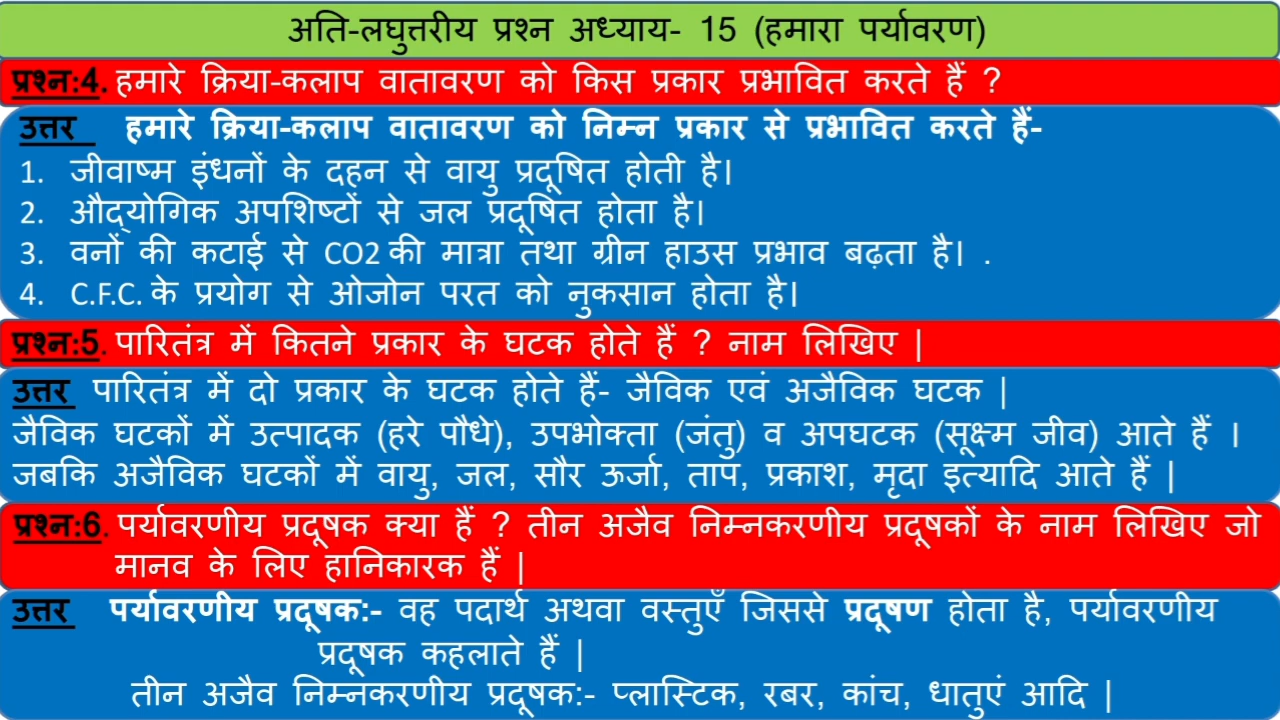 अति-लघुत्तरीय प्रश्न अध्याय- 15 (हमारा पर्यावरण)
प्रश्न:4. हमारे क्रिया-कलाप वातावरण को किस प्रकार प्रभावित करते हैं ?
उत्तर हमारे क्रिया-कलाप वातावरण को निम्न प्रकार से प्रभावित करते हैं-
1. जीवाष्म इंधनों के दहन से वायु प्रदूषित होती है।
2. औद्योगिक अपशिष्टों से जल प्रदूषित होता है।
3. वनों की कटाई से CO2 की मात्रा तथा ग्रीन हाउस प्रभाव बढ़ता है। .
4. C.F.C. के प्रयोग से ओजोन परत को नुकसान होता है।
प्रश्न:5. पारितंत्र में कितने प्रकार के घटक होते हैं ? नाम लिखिए |
उत्तर पारितंत्र में दो प्रकार के घटक होते हैं- जैविक एवं अजैविक घटक |
जैविक घटकों में उत्पादक (हरे पौधे), उपभोक्ता (जंतु) व अपघटक (सूक्ष्म जीव) आते हैं ।
जबकि अजैविक घटकों में वायु, जल, सौर ऊर्जा, ताप, प्रकाश, मृदा इत्यादि आते हैं |
प्रश्न:6. पर्यावरणीय प्रदूषक क्या हैं ? तीन अजैव निम्नकरणीय प्रदूषकों के नाम लिखिए जो
मानव के लिए हानिकारक हैं |
उत्तर पर्यावरणीय प्रदूषक:- वह पदार्थ अथवा वस्तुएँ जिससे प्रदूषण होता है, पर्यावरणीय
प्रदूषक कहलाते हैं |
तीन अजैव निम्नकरणीय प्रदूषक:- प्लास्टिक, रबर, कांच, धातुएं आदि |